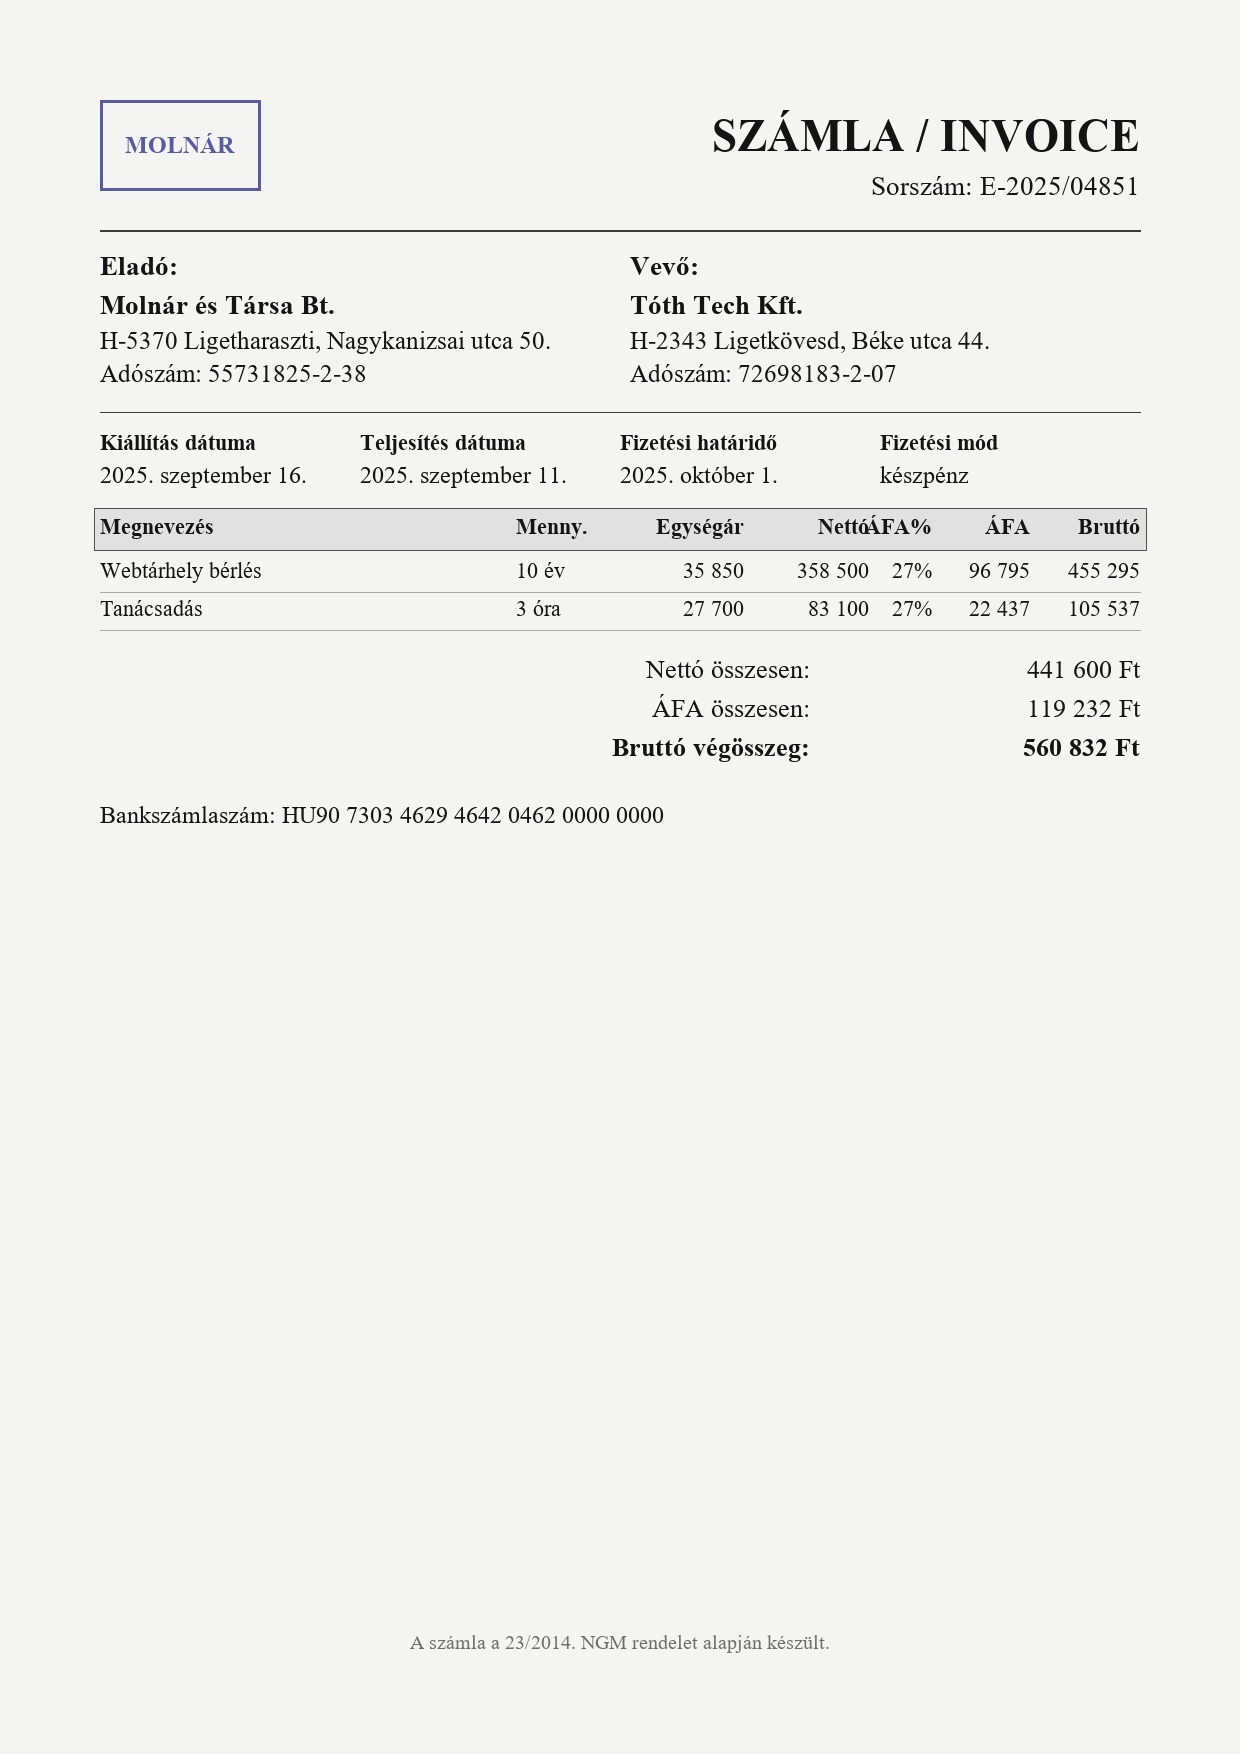 MOLNÁR
SZÁMLA / INVOICE
Sorszám: E-2025/04851
Eladó:
Molnár és Társa Bt.
H-5370 Ligetharaszti, Nagykanizsai utca 50.
Adószám: 55731825-2-38
Vevő:
Tóth Tech Kft.
H-2343 Ligetkövesd, Béke utca 44.
Adószám: 72698183-2-07
Kiállítás dátuma Teljesítés dátuma Fizetési határidő Fizetési mód
2025. szeptember 16. 2025. szeptember 11. 2025. október 1. készpénz
Megnevezés Menny. Egységár Nettó ÁFA% ÁFA Bruttó
Webtárhely bérlés 10 év 35 850 358 500 27% 96 795 455 295
Tanácsadás 3 óra 27 700 83 100 27% 22 437 105 537
Nettó összesen: 441 600 Ft
ÁFA összesen: 119 232 Ft
Bruttó végösszeg: 560 832 Ft
Bankszámlaszám: HU90 7303 4629 4642 0462 0000 0000
A számla a 23/2014. NGM rendelet alapján készült.